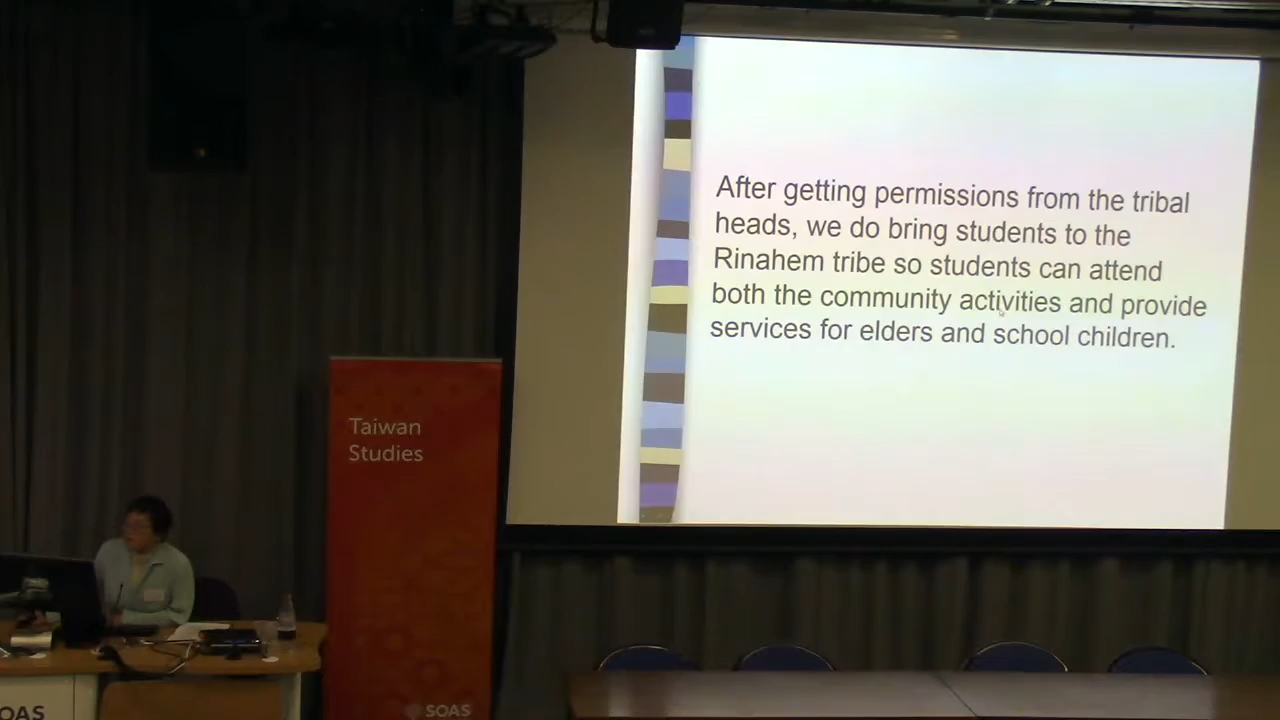 After getting permissions from the tribal
heads, we do bring students to the
Rinahem tribe so students can attend
both the community activities and provide
services for elders and school children.
Taiwan
Studies
SOAS
OAS